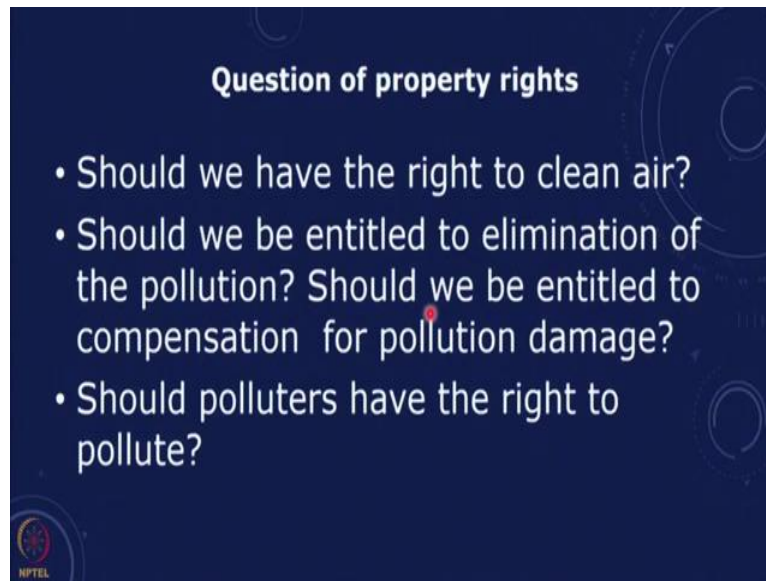 Question of property rights
• Should we have the right to clean air?
• Should we be entitled to elimination of
the pollution? Should we be entitled to
compensation for pollution damage?
• Should polluters have the right to
pollute?
NPTEL